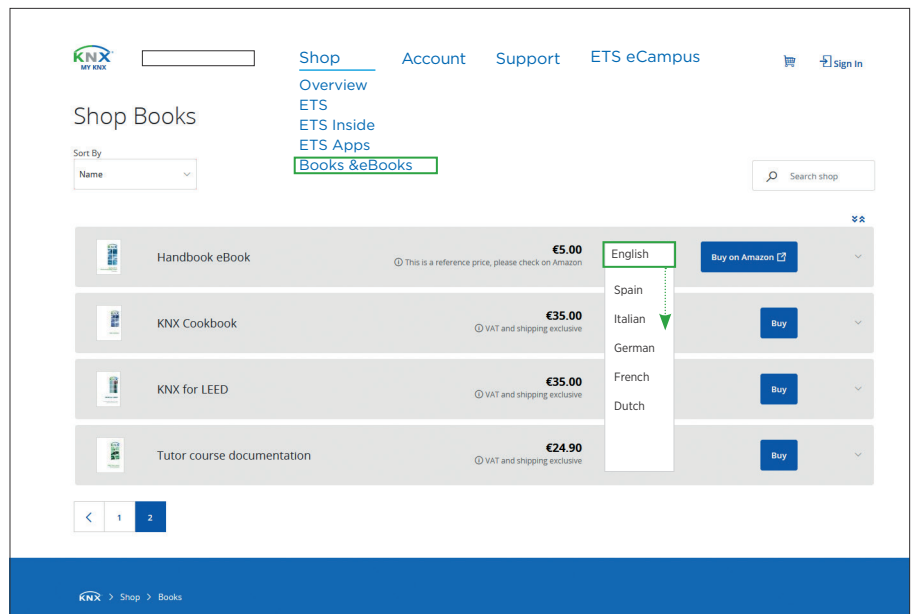 KNX
MY KNX
Shop Account Support ETS eCampus
Sign In
Overview
ETS
ETS Inside
ETS Apps
Books &eBooks
Shop Books
Sort By
Name
Search shop
Handbook eBook
€5.00
This is a reference price, please check on Amazon
English
Buy on Amazon
Spain
Italian
German
French
Dutch
KNX Cookbook
€35.00
VAT and shipping exclusive
Buy
KNX for LEED
€35.00
VAT and shipping exclusive
Buy
Tutor course documentation
€24.90
VAT and shipping exclusive
Buy
< 1 2
KNX > Shop > Books